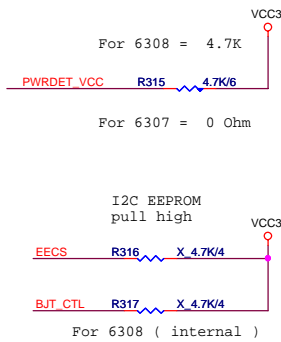 VCC3
For 6308 = 4.7K
PWRDET_VCC R315 4.7K/6
For 6307 = 0 Ohm
I2C EEPROM
pull high
VCC3
EECS R316 X_4.7K/4
BJT_CTL R317 X_4.7K/4
For 6308 ( internal )